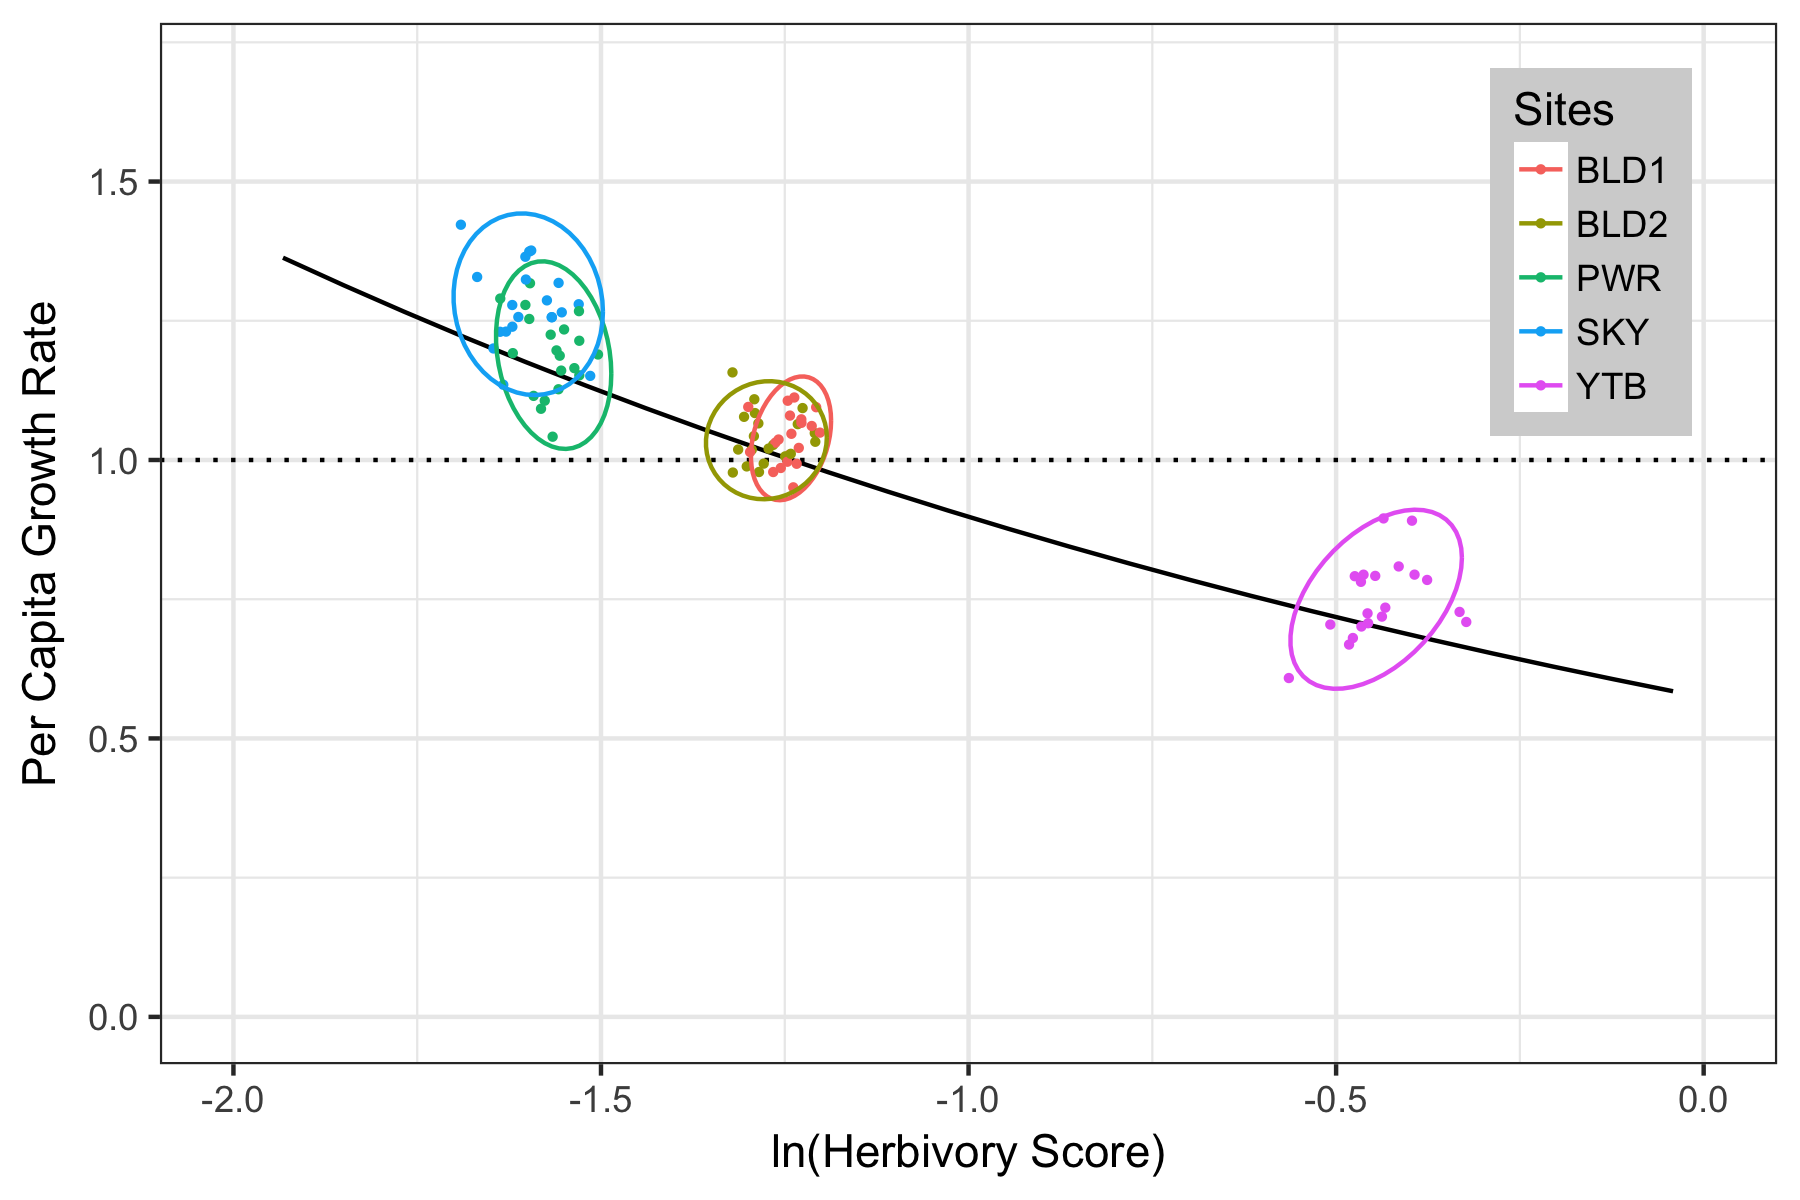 Per Capita Growth Rate
1.5
1.0
0.5
0.0
-2.0
-1.5
-1.0
-0.5
0.0
ln(Herbivory Score)
Sites
BLD1
BLD2
PWR
SKY
YTB